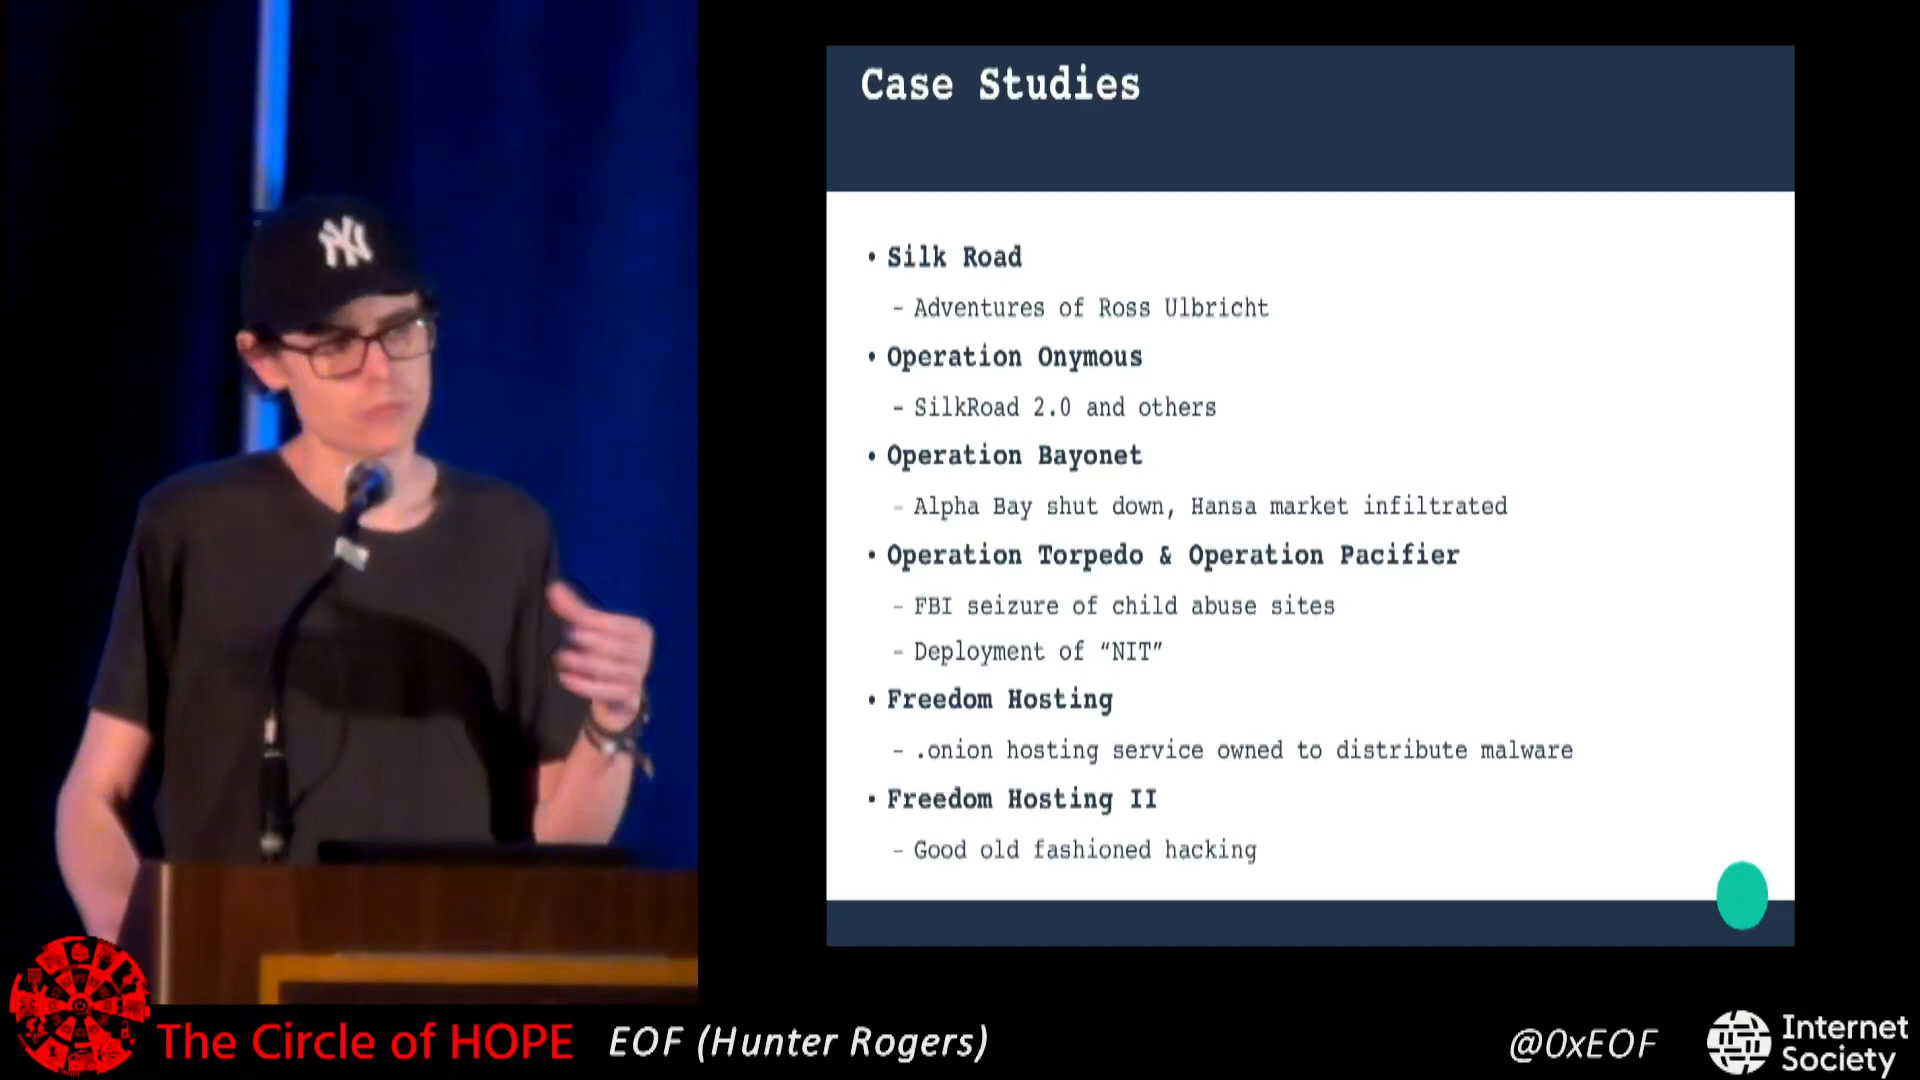 NY
Case Studies
• Silk Road
– Adventures of Ross Ulbricht
• Operation Onymous
– SilkRoad 2.0 and others
• Operation Bayonet
– Alpha Bay shut down, Hansa market infiltrated
• Operation Torpedo & Operation Pacifier
– FBI seizure of child abuse sites
– Deployment of “NIT”
• Freedom Hosting
– .onion hosting service owned to distribute malware
• Freedom Hosting II
– Good old fashioned hacking
The Circle of HOPE EOF (Hunter Rogers) @0xEOF
Internet
Society